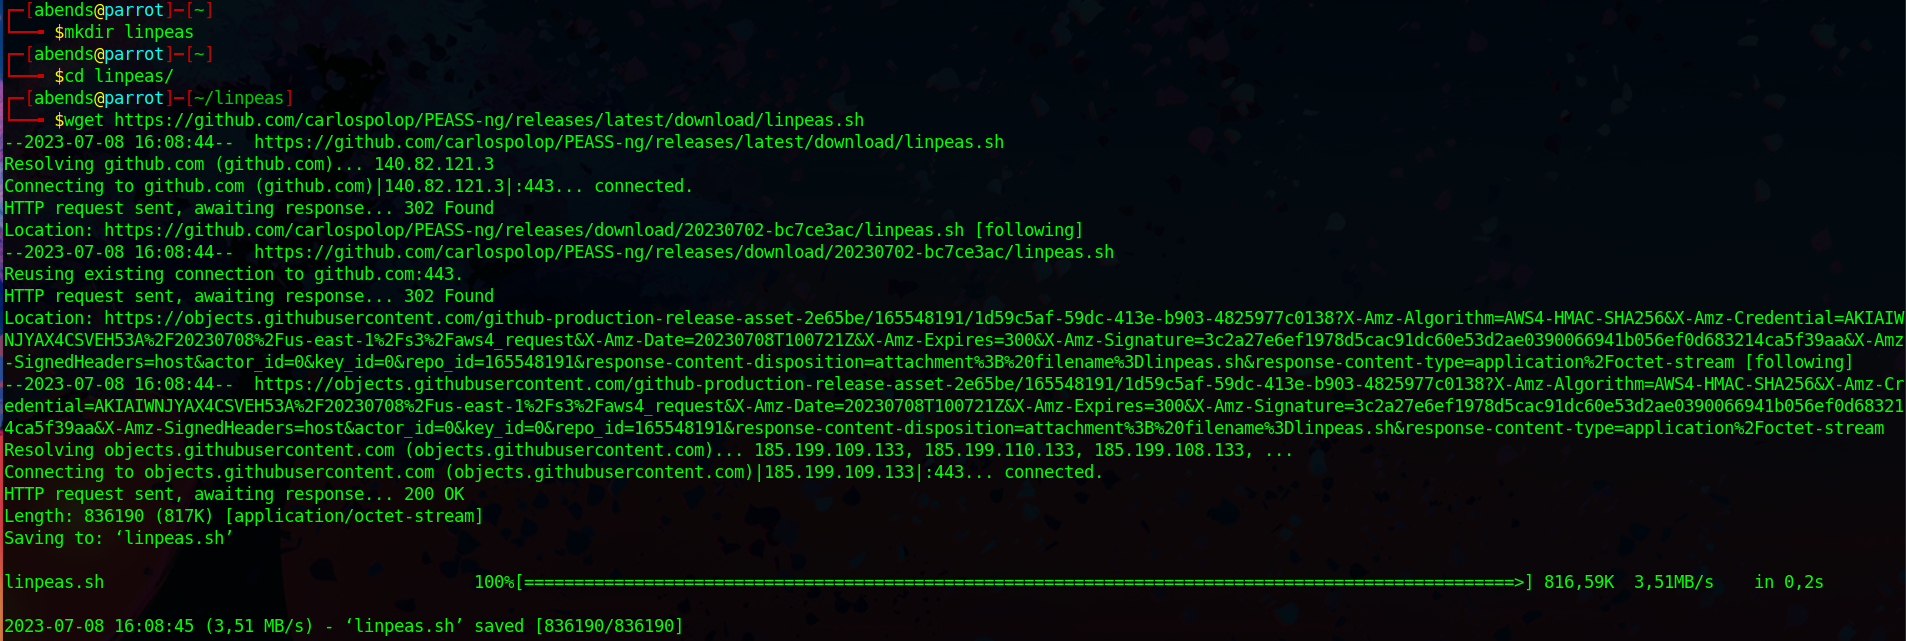 ┌─[abends@parrot]─[~]
└──╼ $mkdir linpeas
┌─[abends@parrot]─[~]
└──╼ $cd linpeas/
┌─[abends@parrot]─[~/linpeas]
└──╼ $wget https://github.com/carlospolop/PEASS-ng/releases/latest/download/linpeas.sh
--2023-07-08 16:08:44--  https://github.com/carlospolop/PEASS-ng/releases/latest/download/linpeas.sh
Resolving github.com (github.com)... 140.82.121.3
Connecting to github.com (github.com)|140.82.121.3|:443... connected.
HTTP request sent, awaiting response... 302 Found
Location: https://github.com/carlospolop/PEASS-ng/releases/download/20230702-bc7ce3ac/linpeas.sh [following]
--2023-07-08 16:08:44--  https://github.com/carlospolop/PEASS-ng/releases/download/20230702-bc7ce3ac/linpeas.sh
Reusing existing connection to github.com:443.
HTTP request sent, awaiting response... 302 Found
Location: https://objects.githubusercontent.com/github-production-release-asset-2e65be/165548191/1d59c5af-59dc-413e-b903-4825977c0138?X-Amz-Algorithm=AWS4-HMAC-SHA256&X-Amz-Credential=AKIAIW
NJYAX4CSVEH53A%2F20230708%2Fus-east-1%2Fs3%2Faws4_request&X-Amz-Date=20230708T100721Z&X-Amz-Expires=300&X-Amz-Signature=3c2a27e6ef1978d5cac91dc60e53d2ae0390066941b056ef0d683214ca5f39aa&X-Amz
-SignedHeaders=host&actor_id=0&key_id=0&repo_id=165548191&response-content-disposition=attachment%3B%20filename%3Dlinpeas.sh&response-content-type=application%2Foctet-stream [following]
--2023-07-08 16:08:44--  https://objects.githubusercontent.com/github-production-release-asset-2e65be/165548191/1d59c5af-59dc-413e-b903-4825977c0138?X-Amz-Algorithm=AWS4-HMAC-SHA256&X-Amz-Cr
edential=AKIAIWNJYAX4CSVEH53A%2F20230708%2Fus-east-1%2Fs3%2Faws4_request&X-Amz-Date=20230708T100721Z&X-Amz-Expires=300&X-Amz-Signature=3c2a27e6ef1978d5cac91dc60e53d2ae0390066941b056ef0d68321
4ca5f39aa&X-Amz-SignedHeaders=host&actor_id=0&key_id=0&repo_id=165548191&response-content-disposition=attachment%3B%20filename%3Dlinpeas.sh&response-content-type=application%2Foctet-stream
Resolving objects.githubusercontent.com (objects.githubusercontent.com)... 185.199.109.133, 185.199.110.133, 185.199.108.133, ...
Connecting to objects.githubusercontent.com (objects.githubusercontent.com)|185.199.109.133|:443... connected.
HTTP request sent, awaiting response... 200 OK
Length: 836190 (817K) [application/octet-stream]
Saving to: ‘linpeas.sh’
linpeas.sh 100%[===================================================================================================>] 816,59K  3,51MB/s    in 0,2s
2023-07-08 16:08:45 (3,51 MB/s) - ‘linpeas.sh’ saved [836190/836190]